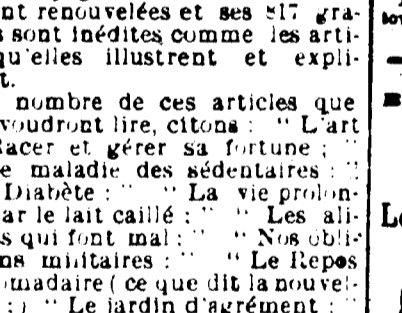 nt renouvelées et ses 817 gra-
s sont inédites comme les arti-
qu'elles illustrent et expli-
t.
nombre de ces articles que
voudront lire, citons : " L'art
lacer et gérer sa fortune ; "
e maladie des sédentaires : "
Diabète : " " La vie prolon-
ar le lait caillé : " " Les ali-
s qui font mal : " " Nos obli-
ns militaires : " " Le Repos
omadaire ( ce que dit la nouvel-
: ) " Le jardin d'agrément : "